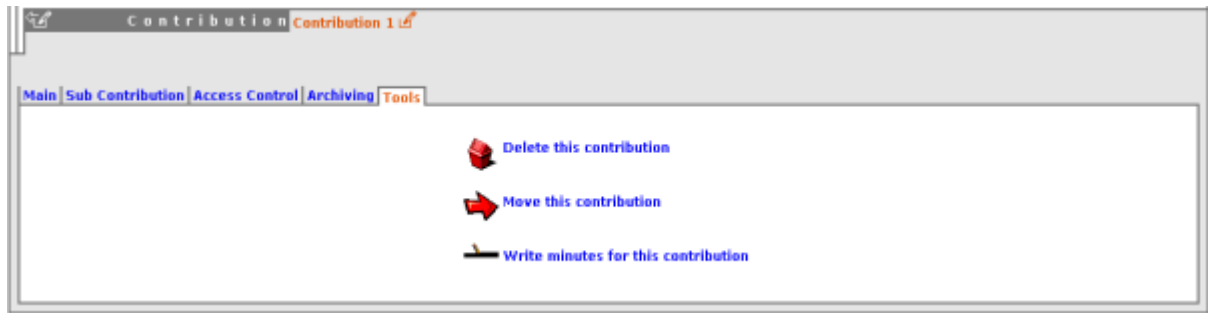 Contribution Contribution 1
Main Sub Contribution Access Control Archiving Tools
Delete this contribution
Move this contribution
Write minutes for this contribution